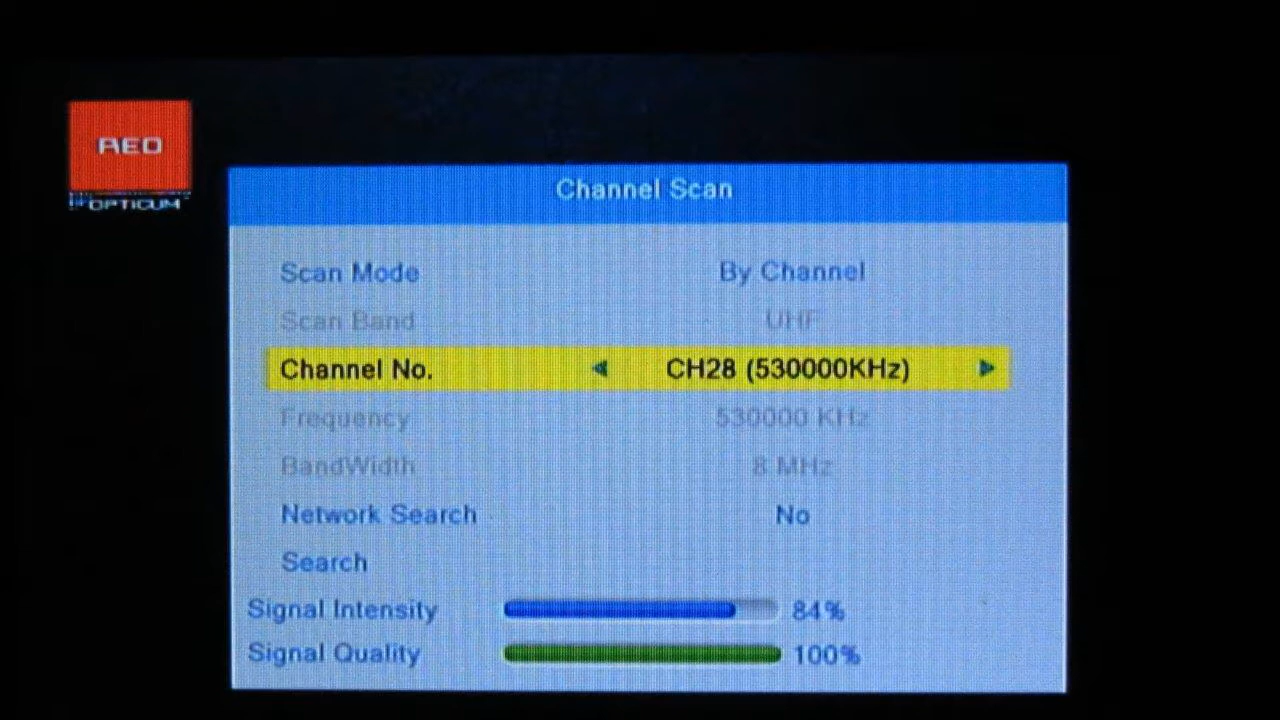 RED
OPTICUM
Channel Scan
Scan Mode By Channel
Scan Band UHF
Channel No. CH28 (530000KHz)
Frequency 530000 KHz
BandWidth 8 MHz
Network Search No
Search
Signal Intensity 84%
Signal Quality 100%